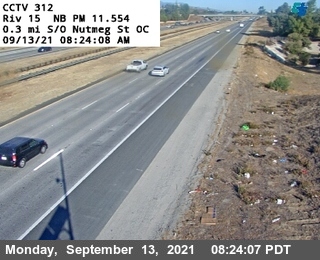 CCTV 312
Riv 15 NB PM 11.554
0.3 mi S/O Nutmeg St OC
09/13/21 08:24:08 AM
Monday, September 13, 2021 08:24:07 PDT